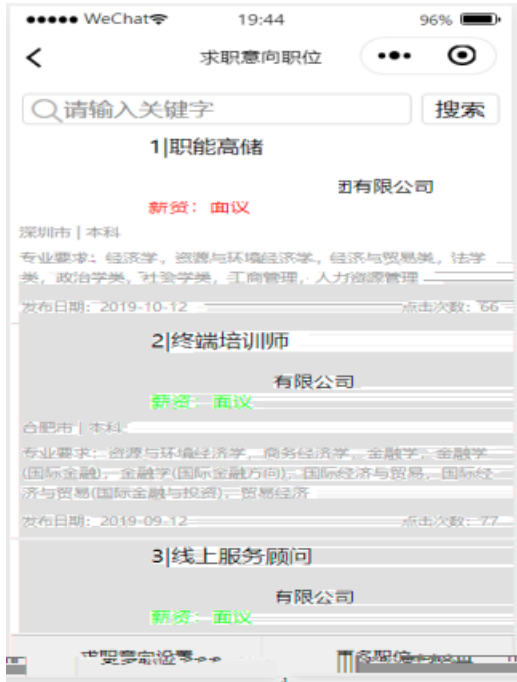 WeChat 19:44 96%
求职意向职位
请输入关键字 搜索
1|职能高储
团有限公司
薪资：面议
深圳市 | 本科
专业要求：经济学，资源与环境经济学，经济与贸易类，法学
类，政治学类，社会学类，工商管理，人力资源管理
发布日期：2019-10-12 点击次数：66
2|终端培训师
有限公司
薪资：面议
合肥市 | 本科
专业要求：资源与环境经济学，商务经济学，金融学，金融学
(国际金融)，金融学(国际金融方向)，国际经济与贸易，国际经
济与贸易(国际金融与投资)，贸易经济
发布日期：2019-09-12 点击次数：77
3|线上服务顾问
有限公司
薪资：面议
求职意向设置 更多职位